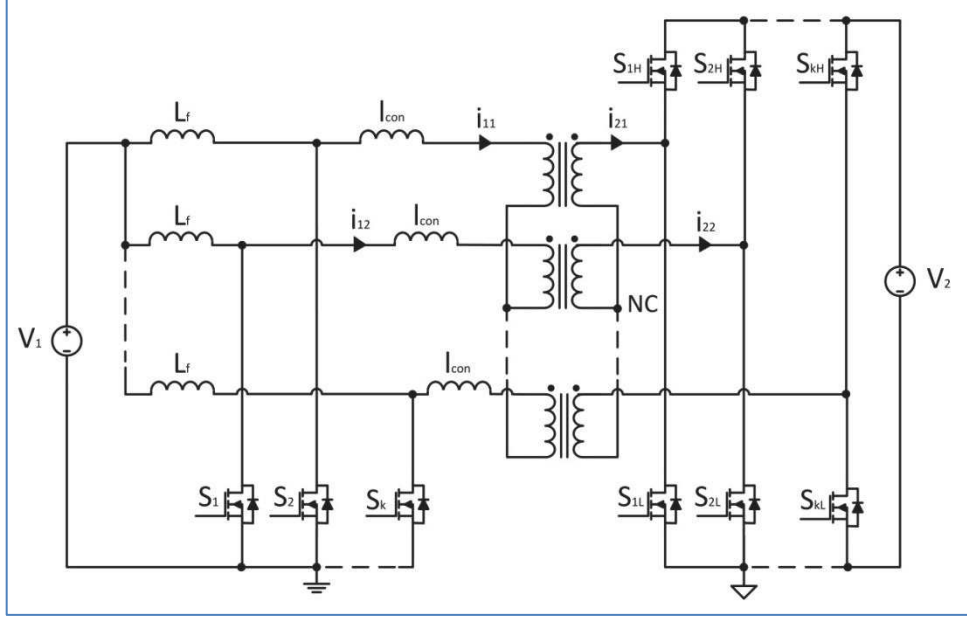 S1H
S2H
SkH
Lf
lcon
i11
i21
Lf
i12
lcon
i22
V2
NC
V1
Lf
lcon
S1
S2
Sk
S1L
S2L
SkL